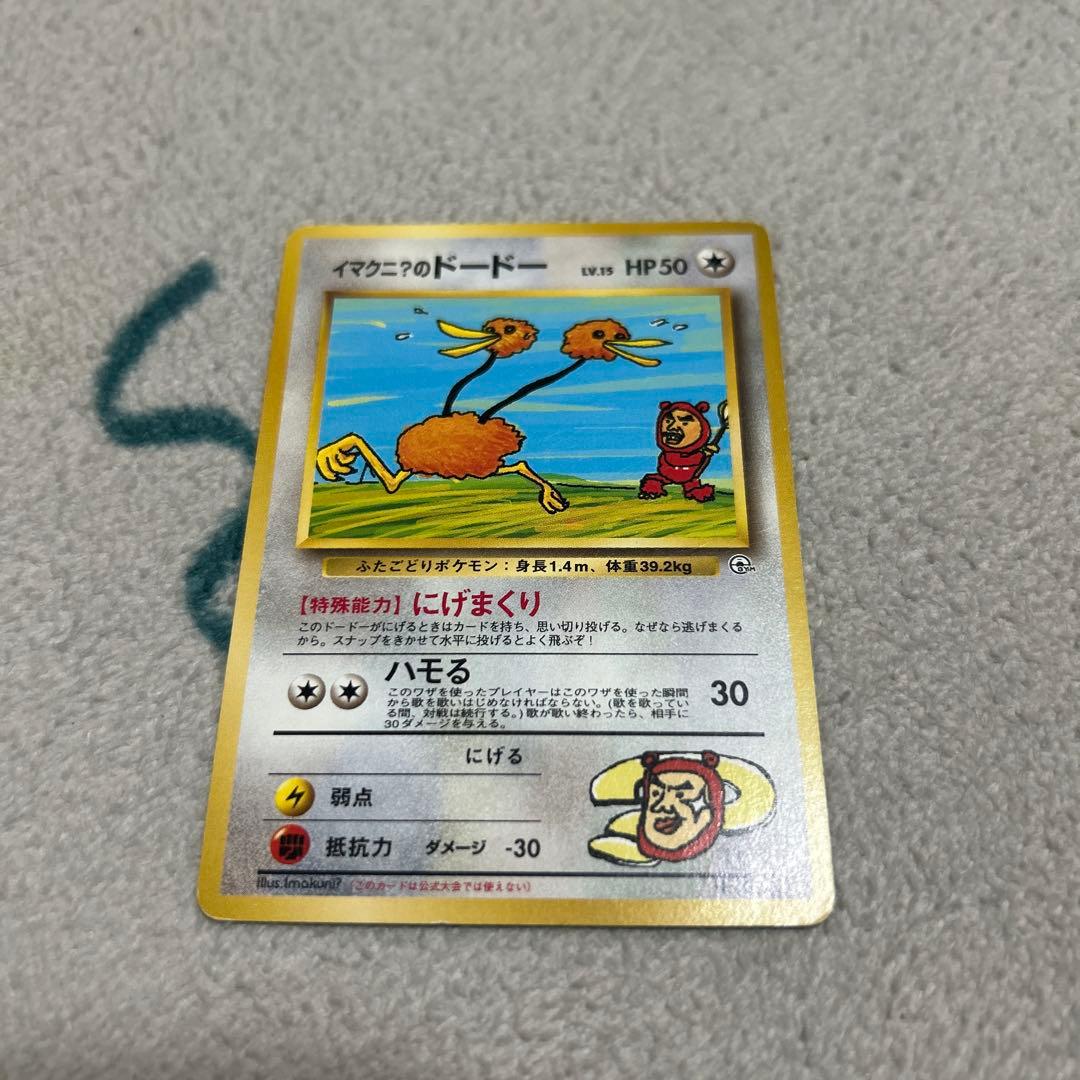 イマクニ?のドードー LV.15 HP50
ふたごどりポケモン：身長1.4m、体重39.2kg
GYM
【特殊能力】にげまくり
このドードーがにげるときはカードを持ち、思い切り投げる。なぜなら逃げまくる
から。スナップをきかせて水平に投げるとよく飛ぶぞ！
ハモる
このワザを使ったプレイヤーはこのワザを使った瞬間
から歌を歌いはじめなければならない。(歌を歌ってい
る間、対戦は続行する。)歌が歌い終わったら、相手に
30ダメージを与える。
30
にげる
弱点
抵抗力 ダメージ -30
Illus.Imakuni? (このカードは公式大会では使えない)